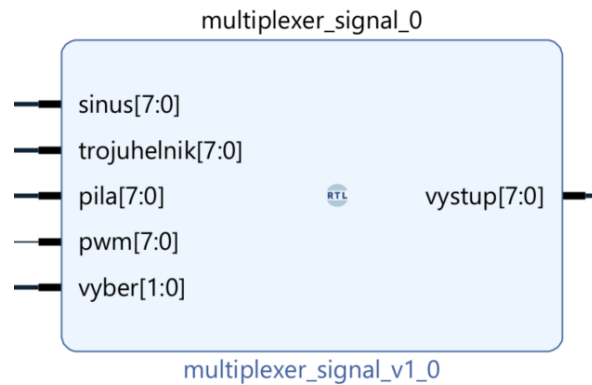 multiplexer_signal_0
sinus[7:0]
trojuhelnik[7:0]
pila[7:0]
pwm[7:0]
vyber[1:0]
RTL
vystup[7:0]
multiplexer_signal_v1_0